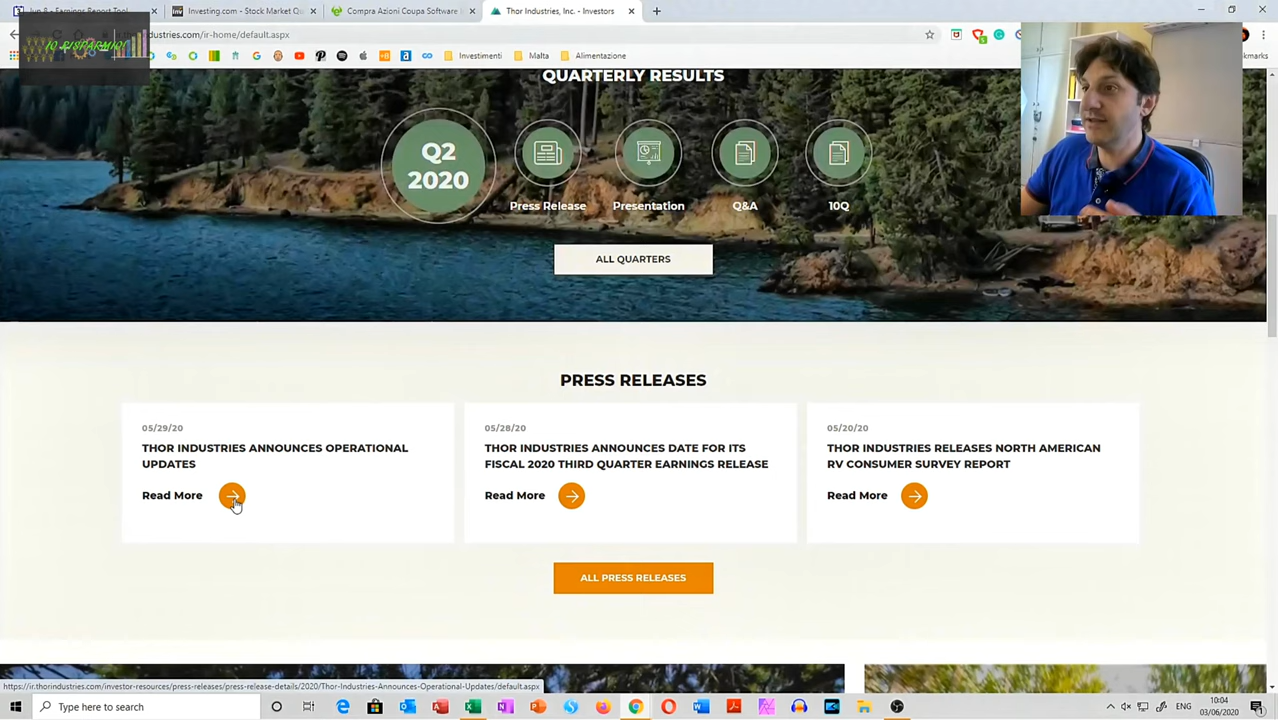 Jun 8 - Earnings Report Tool
Investing.com - Stock Market Qu
Compra Azioni Coupa Software
Thor Industries, Inc. - Investors
IO RISPARMIO!
industries.com/ir-home/default.aspx
Investimenti
Malta
Alimentazione
QUARTERLY RESULTS
Q2
2020
Press Release
Presentation
Q&A
10Q
ALL QUARTERS
PRESS RELEASES
05/29/20
THOR INDUSTRIES ANNOUNCES OPERATIONAL
UPDATES
Read More
05/28/20
THOR INDUSTRIES ANNOUNCES DATE FOR ITS
FISCAL 2020 THIRD QUARTER EARNINGS RELEASE
Read More
05/20/20
THOR INDUSTRIES RELEASES NORTH AMERICAN
RV CONSUMER SURVEY REPORT
Read More
ALL PRESS RELEASES
https://ir.thorindustries.com/investor-resources/press-releases/press-release-details/2020/Thor-Industries-Announces-Operational-Updates/default.aspx
Type here to search
ENG
10:04
03/06/2020